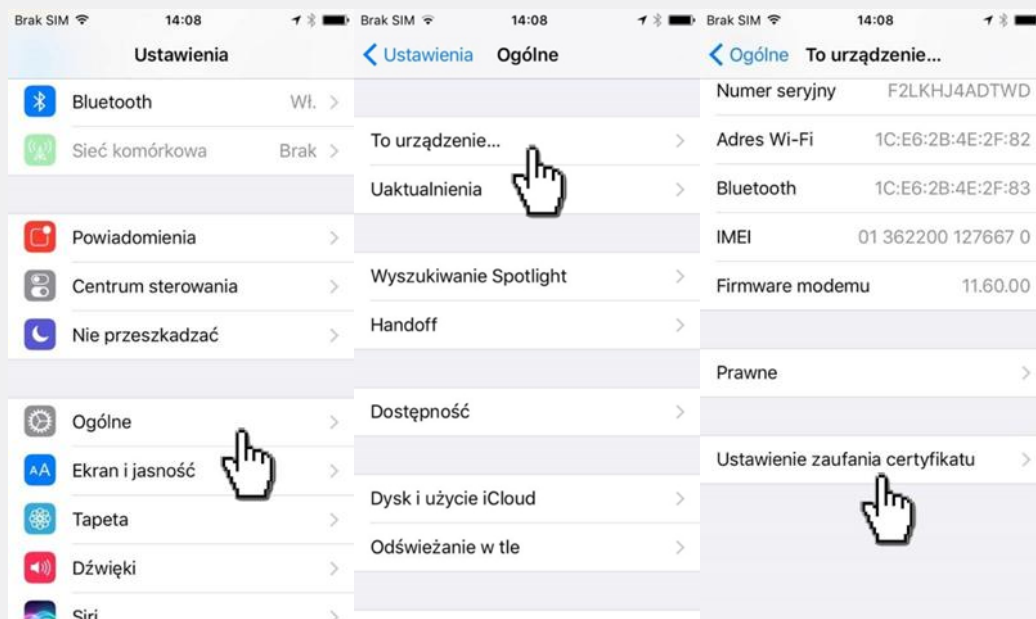 Brak SIM 14:08
Ustawienia
Bluetooth Wł.
Sieć komórkowa Brak
Powiadomienia
Centrum sterowania
Nie przeszkadzać
Ogólne
AA Ekran i jasność
Tapeta
Dźwięki
Siri
Brak SIM 14:08
Ustawienia Ogólne
To urządzenie...
Uaktualnienia
Wyszukiwanie Spotlight
Handoff
Dostępność
Dysk i użycie iCloud
Odświeżanie w tle
Brak SIM 14:08
Ogólne To urządzenie...
Numer seryjny F2LKHJ4ADTWD
Adres Wi-Fi 1C:E6:2B:4E:2F:82
Bluetooth 1C:E6:2B:4E:2F:83
IMEI 01 362200 127667 0
Firmware modemu 11.60.00
Prawne
Ustawienie zaufania certyfikatu